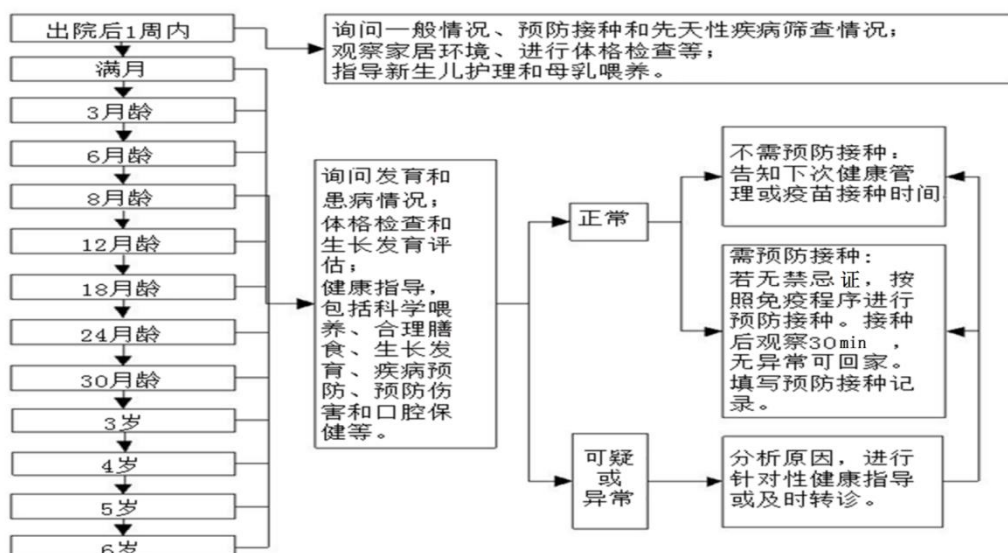 出院后1周内
满月
3月龄
6月龄
8月龄
12月龄
18月龄
24月龄
30月龄
3岁
4岁
5岁
6岁
询问一般情况、预防接种和先天性疾病筛查情况；
观察家居环境、进行体格检查等；
指导新生儿护理和母乳喂养。
询问发育和
患病情况；
体格检查和
生长发育评
估；
健康指导，
包括科学喂
养、合理膳
食、生长发
育、疾病预
防、预防伤
害和口腔保
健等。
正常
可疑
或
异常
不需预防接种：
告知下次健康管
理或疫苗接种时间
需预防接种：
若无禁忌证，按
照免疫程序进行
预防接种。接种
后观察30min，
无异常可回家。
填写预防接种记
录。
分析原因，进行
针对性健康指导
或及时转诊。